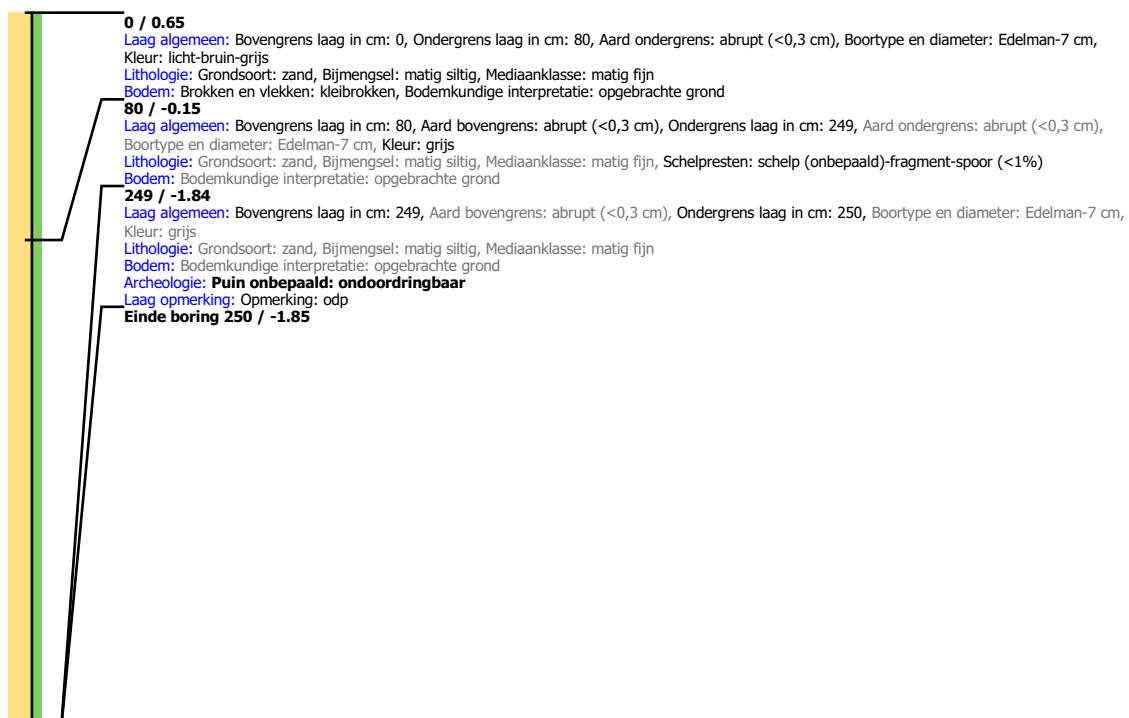 0 / 0.65
Laag algemeen: Bovengrens laag in cm: 0, Ondergrens laag in cm: 80, Aard ondergrens: abrupt (<0,3 cm), Boortype en diameter: Edelman-7 cm,
Kleur: licht-bruin-grijs
Lithologie: Grondsoort: zand, Bijmengsel: matig siltig, Mediaanklasse: matig fijn
Bodem: Brokken en vlekken: kleibrokken, Bodemkundige interpretatie: opgebrachte grond
80 / -0.15
Laag algemeen: Bovengrens laag in cm: 80, Aard bovengrens: abrupt (<0,3 cm), Ondergrens laag in cm: 249, Aard ondergrens: abrupt (<0,3 cm),
Boortype en diameter: Edelman-7 cm, Kleur: grijs
Lithologie: Grondsoort: zand, Bijmengsel: matig siltig, Mediaanklasse: matig fijn, Schelpresten: schelp (onbepaald)-fragment-spoor (<1%)
Bodem: Bodemkundige interpretatie: opgebrachte grond
249 / -1.84
Laag algemeen: Bovengrens laag in cm: 249, Aard bovengrens: abrupt (<0,3 cm), Ondergrens laag in cm: 250, Boortype en diameter: Edelman-7 cm,
Kleur: grijs
Lithologie: Grondsoort: zand, Bijmengsel: matig siltig, Mediaanklasse: matig fijn
Bodem: Bodemkundige interpretatie: opgebrachte grond
Archeologie: Puin onbepaald: ondoordringbaar
Laag opmerking: Opmerking: odp
Einde boring 250 / -1.85